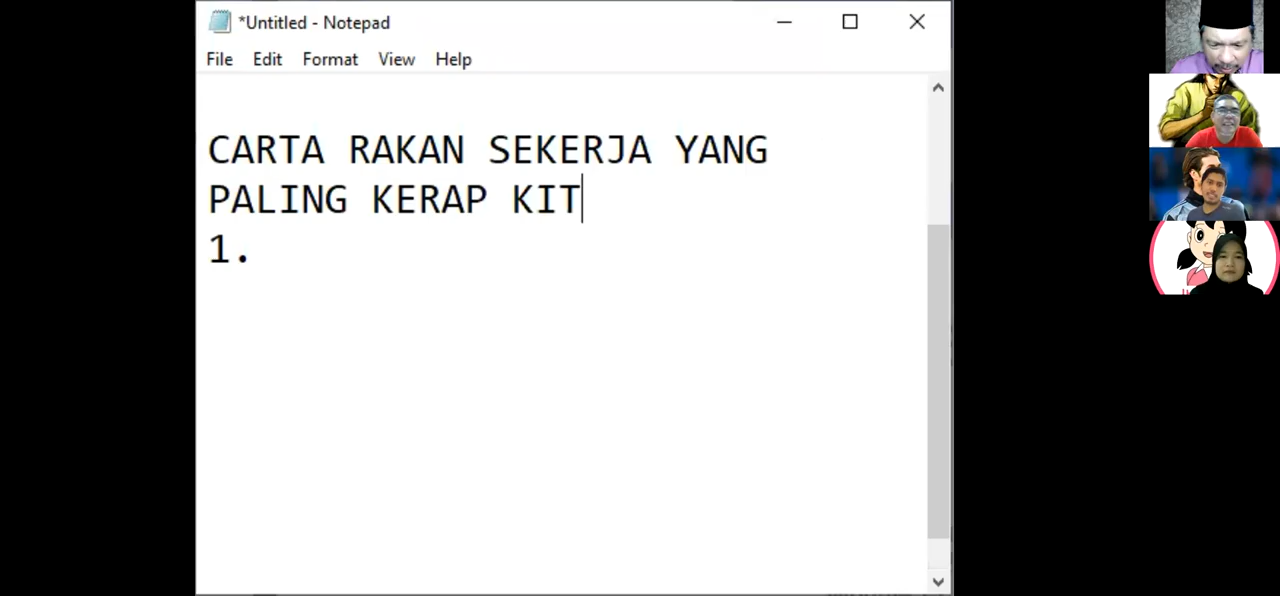 *Untitled - Notepad
File Edit Format View Help
CARTA RAKAN SEKERJA YANG
PALING KERAP KIT
1.